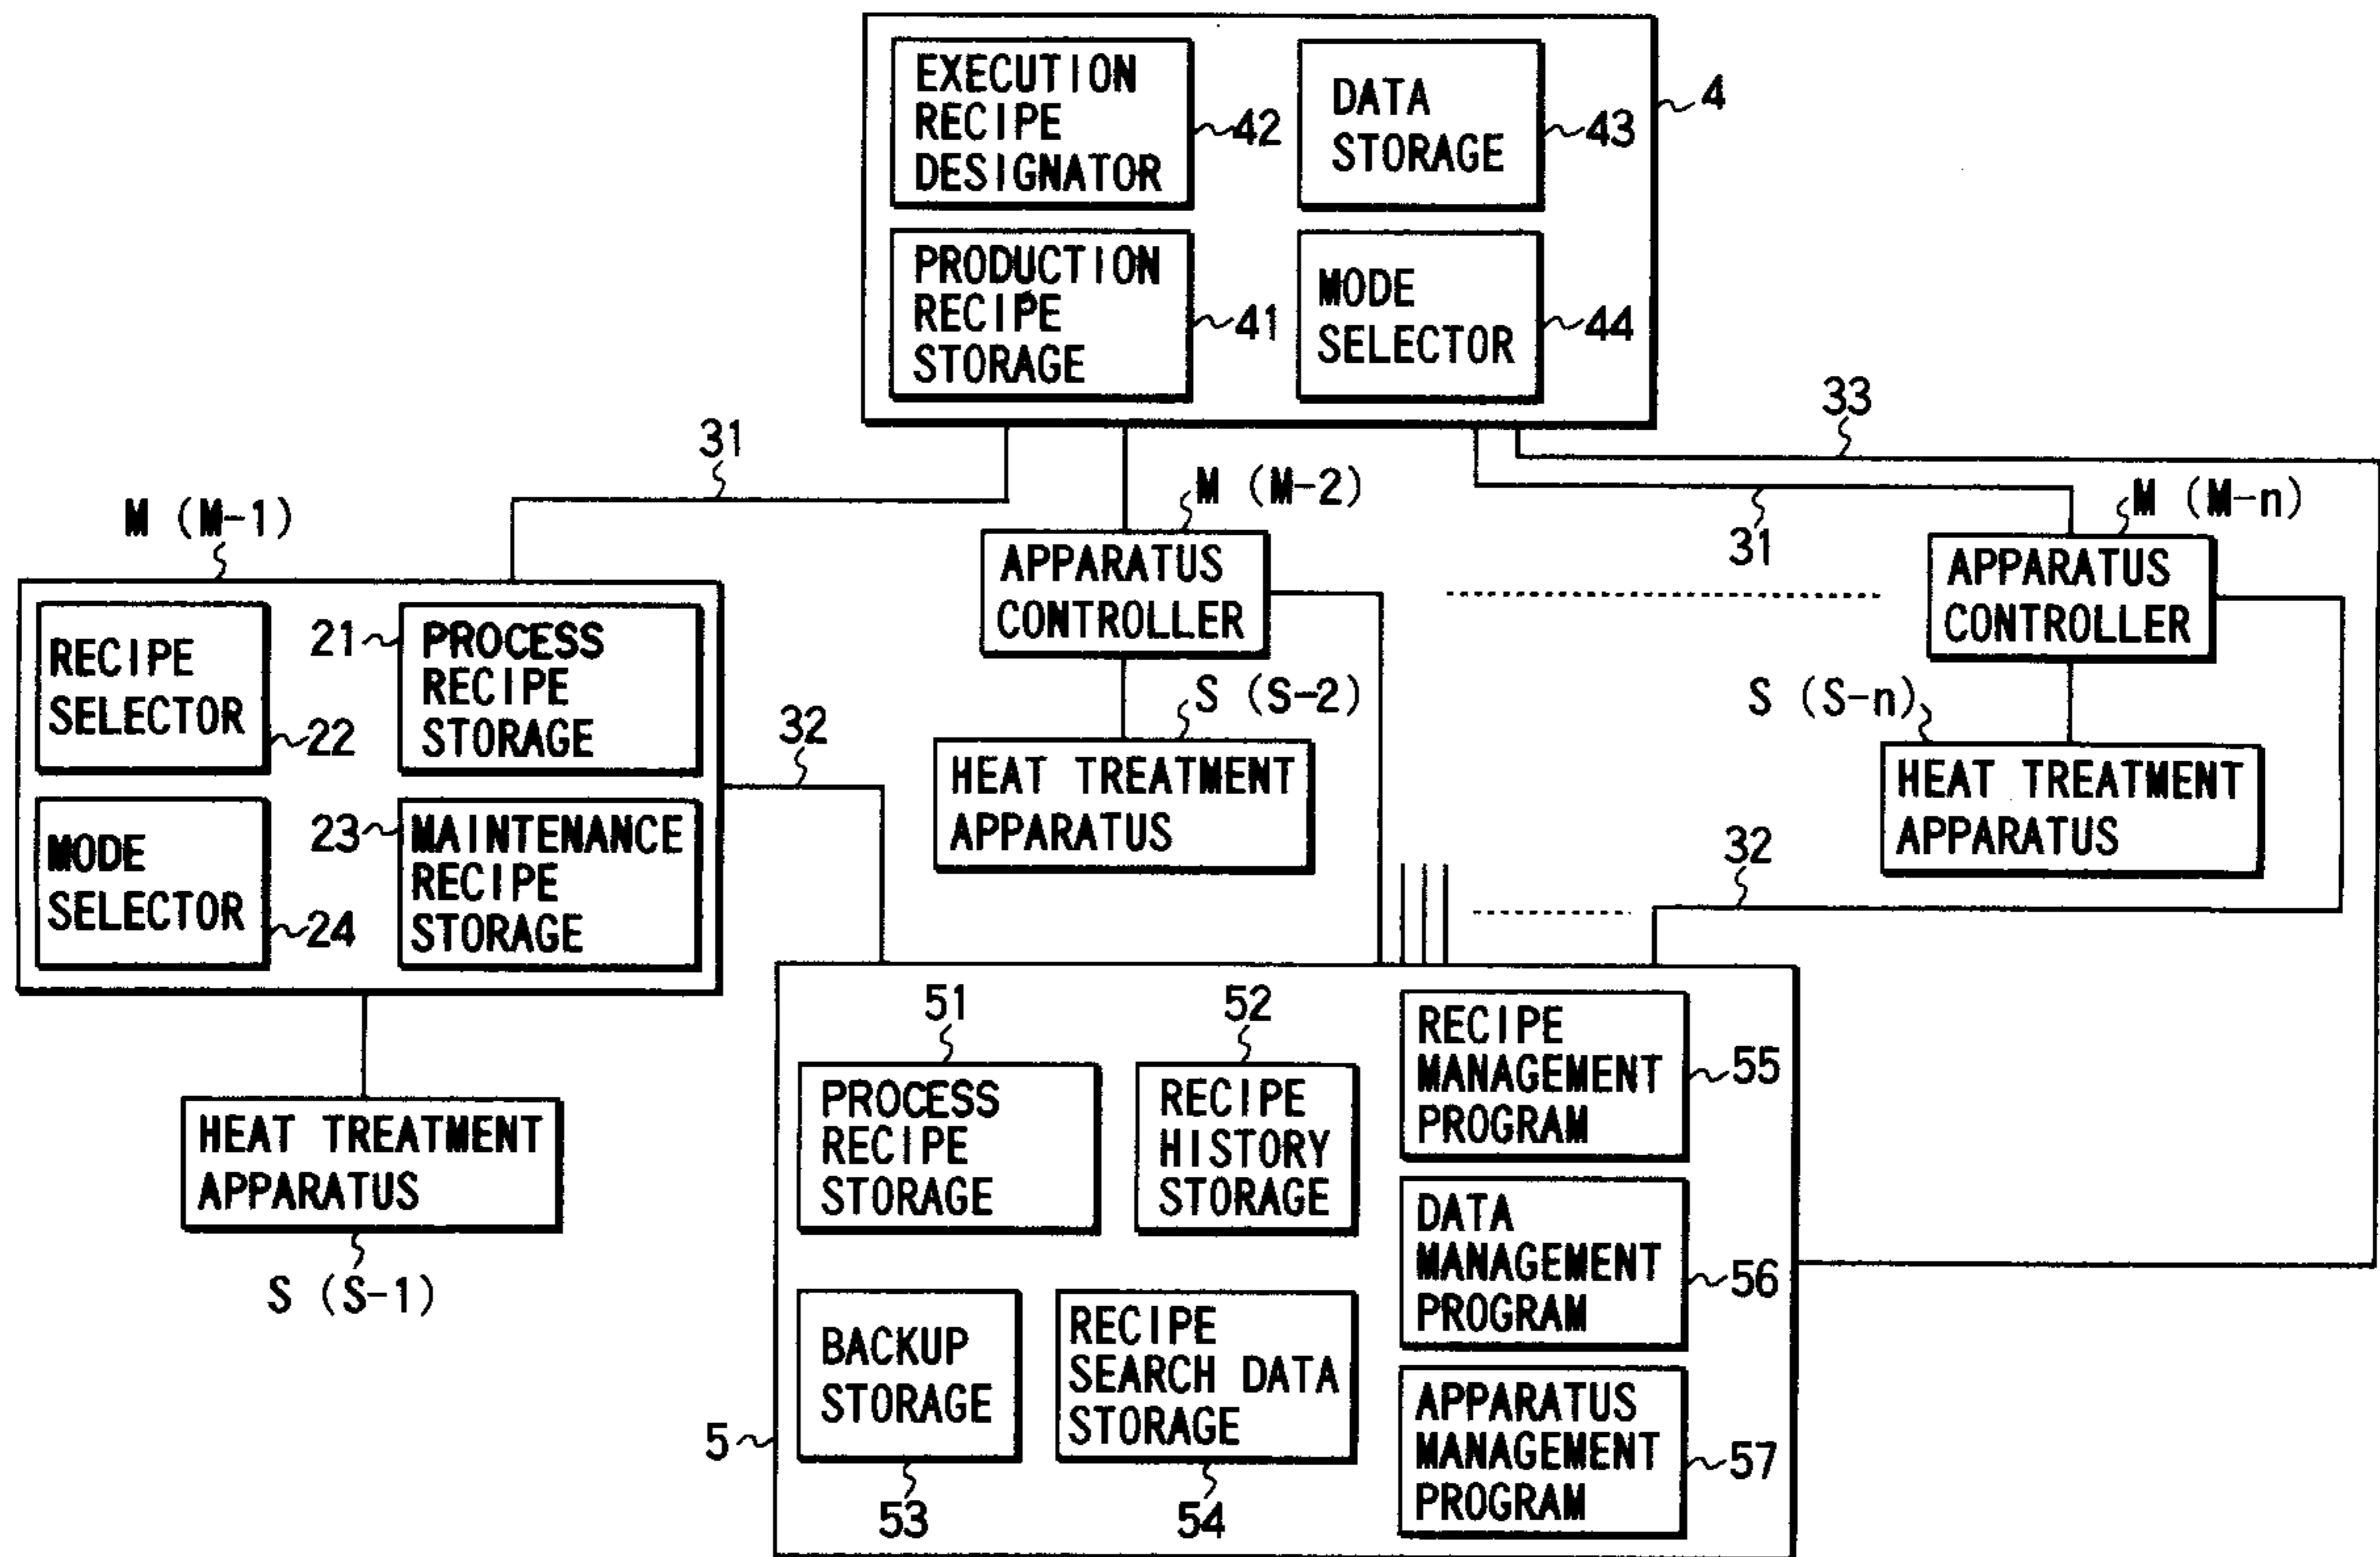 EXECUTION
RECIPE
DESIGNATOR
42
DATA
STORAGE
43
4
PRODUCTION
RECIPE
STORAGE
41
MODE
SELECTOR
44
31
33
M (M-1)
M (M-2)
M (M-n)
31
RECIPE
SELECTOR
22
21
PROCESS
RECIPE
STORAGE
MODE
SELECTOR
24
23
MAINTENANCE
RECIPE
STORAGE
32
APPARATUS
CONTROLLER
S (S-2)
HEAT TREATMENT
APPARATUS
APPARATUS
CONTROLLER
S (S-n)
HEAT TREATMENT
APPARATUS
32
HEAT TREATMENT
APPARATUS
S (S-1)
51
PROCESS
RECIPE
STORAGE
52
RECIPE
HISTORY
STORAGE
RECIPE
MANAGEMENT
PROGRAM
55
DATA
MANAGEMENT
PROGRAM
56
5
BACKUP
STORAGE
53
RECIPE
SEARCH DATA
STORAGE
54
APPARATUS
MANAGEMENT
PROGRAM
57